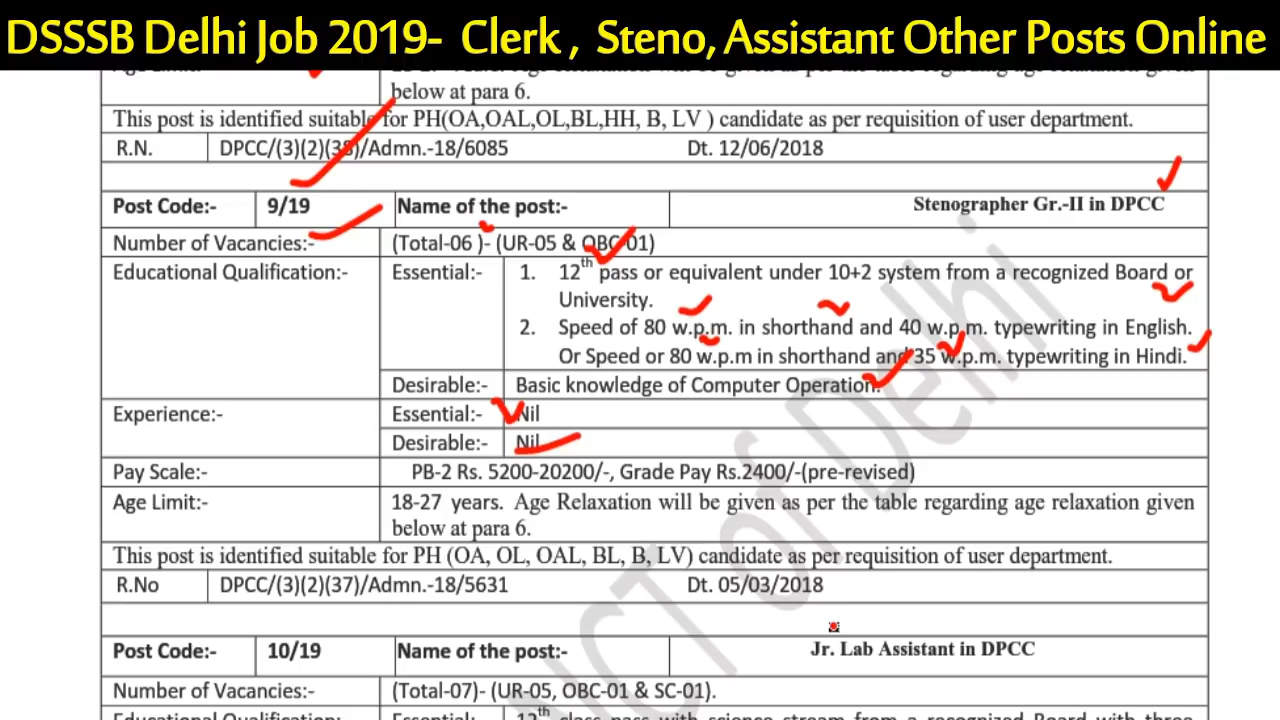 DSSSB Delhi Job 2019- Clerk , Steno, Assistant Other Posts Online
below at para 6.
This post is identified suitable for PH(OA,OAL,OL,BL,HH, B, LV ) candidate as per requisition of user department.
R.N. DPCC/(3)(2)(38)/Admn.-18/6085 Dt. 12/06/2018
Post Code:- 9/19 Name of the post:- Stenographer Gr.-II in DPCC
Number of Vacancies:- (Total-06 )- (UR-05 & OBC-01)
Educational Qualification:- Essential:- 1. 12th pass or equivalent under 10+2 system from a recognized Board or
University.
2. Speed of 80 w.p.m. in shorthand and 40 w.p.m. typewriting in English.
Or Speed or 80 w.p.m in shorthand and 35 w.p.m. typewriting in Hindi.
Desirable:- Basic knowledge of Computer Operation.
Experience:- Essential:- Nil
Desirable:- Nil
Pay Scale:- PB-2 Rs. 5200-20200/-, Grade Pay Rs.2400/-(pre-revised)
Age Limit:- 18-27 years. Age Relaxation will be given as per the table regarding age relaxation given
below at para 6.
This post is identified suitable for PH (OA, OL, OAL, BL, B, LV) candidate as per requisition of user department.
R.No DPCC/(3)(2)(37)/Admn.-18/5631 Dt. 05/03/2018
Post Code:- 10/19 Name of the post:- Jr. Lab Assistant in DPCC
Number of Vacancies:- (Total-07)- (UR-05, OBC-01 & SC-01).
NCT of Delhi